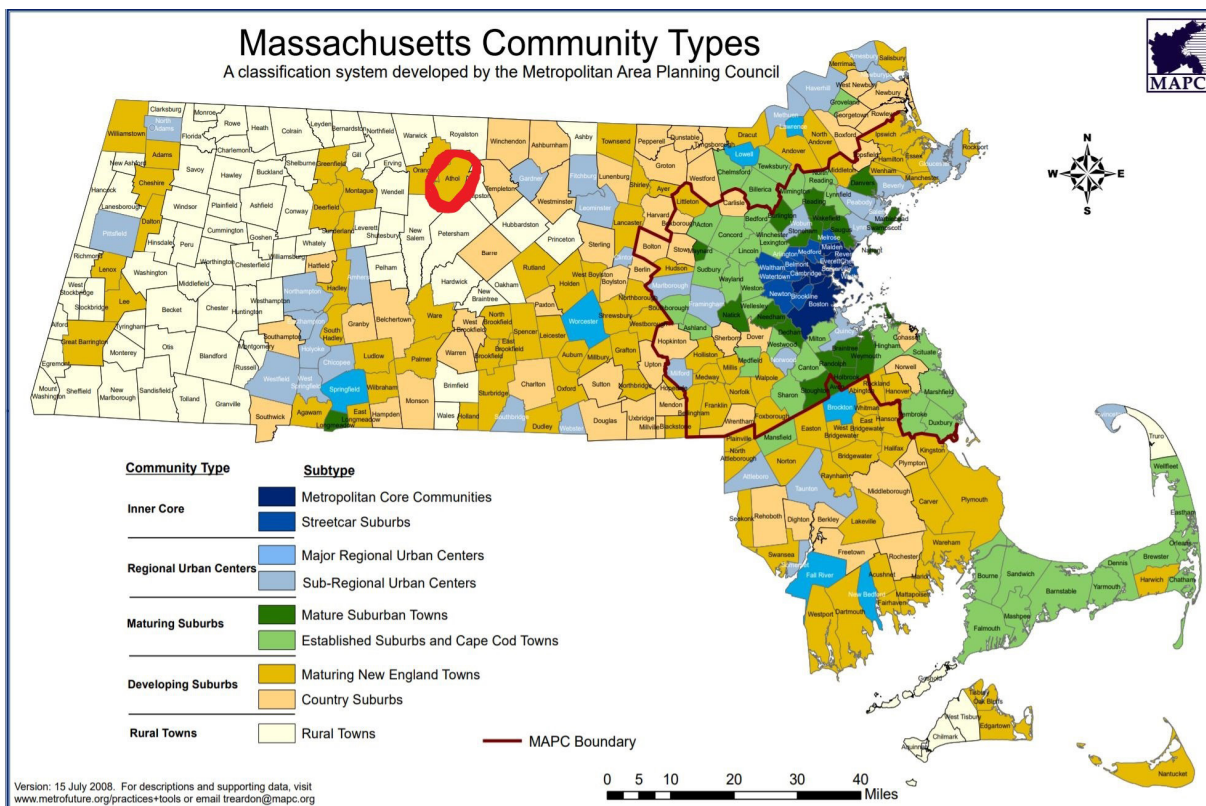 Massachusetts Community Types
A classification system developed by the Metropolitan Area Planning Council
MAPC
N
W E
S
Clarksburg
Monroe
Rowe
Heath
Colrain
Leyden
Bernardston
Northfield
Warwick
Royalston
Winchendon
Ashburnham
Ashby
Townsend
Pepperell
Dunstable
Tyngsborough
Dracut
Lawrence
Haverhill
Merrimac
Salisbury
West Newbury
Newbury
Groveland
Georgetown
Rowley
Boxford
North Andover
Andover
Ipswich
Essex
Hamilton
Wenham
Manchester
Rockport
Middleton
Beverly
Danvers
Peabody
Lynnfield
Williamstown
North Adams
Florida
Adams
New Ashford
Cheshire
Savoy
Charlemont
Hawley
Buckland
Shelburne
Greenfield
Gill
Erving
Montague
Wendell
Athol
Petersham
Templeton
Gardner
Westminster
Fitchburg
Lunenburg
Leominster
Shirley
Ayer
Groton
Westford
Chelmsford
Lowell
Tewksbury
Billerica
Littleton
Carlisle
Harvard
Boxborough
Acton
Concord
Bedford
Lincoln
Lexington
Winchester
Wilmington
Reading
Wakefield
Saugus
Melrose
Malden
Medford
Arlington
Belmont
Cambridge
Watertown
Waltham
Newton
Brookline
Boston
Hancock
Lanesborough
Dalton
Windsor
Plainfield
Ashfield
Conway
Deerfield
Sunderland
Leverett
Shutesbury
New Salem
Pittsfield
Hinsdale
Peru
Cummington
Goshen
Whately
Williamsburg
Worthington
Chesterfield
Hatfield
Amherst
Pelham
Hadley
Northampton
Westhampton
Richmond
Lenox
Washington
Middlefield
West Stockbridge
Stockbridge
Lee
Becket
Chester
Huntington
Southampton
Easthampton
Holyoke
South Hadley
Granby
Belchertown
Ware
Hardwick
New Braintree
Barre
Hubbardston
Princeton
Sterling
Lancaster
Clinton
Bolton
Berlin
Stow
Maynard
Hudson
Sudbury
Wayland
Weston
Marlborough
Framingham
Southborough
Northborough
Westborough
Shrewsbury
Boylston
West Boylston
Holden
Rutland
Oakham
Paxton
Worcester
Leicester
Spencer
North Brookfield
East Brookfield
West Brookfield
Brookfield
Warren
Palmer
Ludlow
Wilbraham
Springfield
West Springfield
Chicopee
Westfield
Montgomery
Russell
Blandford
Otis
Tyringham
Monterey
Great Barrington
Alford
Egremont
Mount Washington
Sheffield
New Marlborough
Sandisfield
Tolland
Granville
Southwick
Agawam
Longmeadow
East Longmeadow
Hampden
Monson
Brimfield
Wales
Holland
Sturbridge
Southbridge
Charlton
Dudley
Webster
Oxford
Auburn
Millbury
Sutton
Douglas
Grafton
Northbridge
Uxbridge
Upton
Mendon
Millville
Blackstone
Bellingham
Hopkinton
Milford
Ashland
Sherborn
Holliston
Medway
Franklin
Millis
Norfolk
Wrentham
Medfield
Dover
Natick
Wellesley
Needham
Dedham
Westwood
Norwood
Walpole
Canton
Milton
Quincy
Braintree
Randolph
Weymouth
Holbrook
Hingham
Cohasset
Scituate
Norwell
Rockland
Hanover
Abington
Marshfield
Pembroke
Duxbury
Sharon
Stoughton
Foxborough
Mansfield
Plainville
North Attleborough
Easton
Brockton
Whitman
Hanson
West Bridgewater
East Bridgewater
Bridgewater
Halifax
Kingston
Plympton
Norton
Attleboro
Raynham
Taunton
Middleborough
Carver
Plymouth
Rehoboth
Seekonk
Dighton
Berkley
Lakeville
Swansea
Somerset
Freetown
Rochester
Wareham
Fall River
Acushnet
Marion
Mattapoisett
New Bedford
Fairhaven
Westport
Dartmouth
Provincetown
Truro
Wellfleet
Eastham
Orleans
Brewster
Dennis
Harwich
Chatham
Yarmouth
Barnstable
Sandwich
Bourne
Mashpee
Falmouth
Gosnold
Tisbury
Oak Bluffs
West Tisbury
Edgartown
Chilmark
Aquinnah
Nantucket
Community Type Subtype
Inner Core
Metropolitan Core Communities
Streetcar Suburbs
Regional Urban Centers
Major Regional Urban Centers
Sub-Regional Urban Centers
Maturing Suburbs
Mature Suburban Towns
Established Suburbs and Cape Cod Towns
Developing Suburbs
Maturing New England Towns
Country Suburbs
Rural Towns
Rural Towns
MAPC Boundary
0 5 10 20 30 40
Miles
Version: 15 July 2008. For descriptions and supporting data, visit
www.metrofuture.org/practices+tools or email treardon@mapc.org